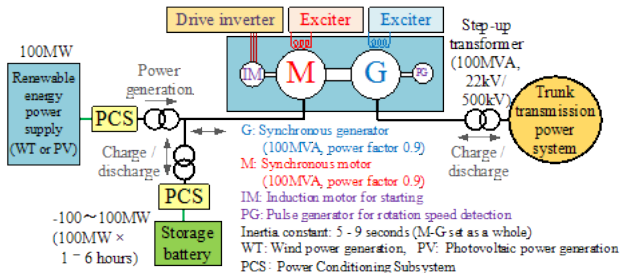 Drive inverter
Exciter
Exciter
Step-up
transformer
(100MVA,
22kV/
500kV)
100MW
Renewable
energy
power
supply
(WT or PV)
Power
generation
PCS
IM
M
G
PG
Trunk
transmission
power
system
Charge /
discharge
Charge /
discharge
PCS
-100～100MW
(100MW ×
1－6 hours)
Storage
battery
G: Synchronous generator
(100MVA, power factor 0.9)
M: Synchronous motor
(100MVA, power factor 0.9)
IM: Induction motor for starting
PG: Pulse generator for rotation speed detection
Inertia constant: 5 - 9 seconds (M-G set as a whole)
WT: Wind power generation, PV: Photovoltaic power generation
PCS: Power Conditioning Subsystem